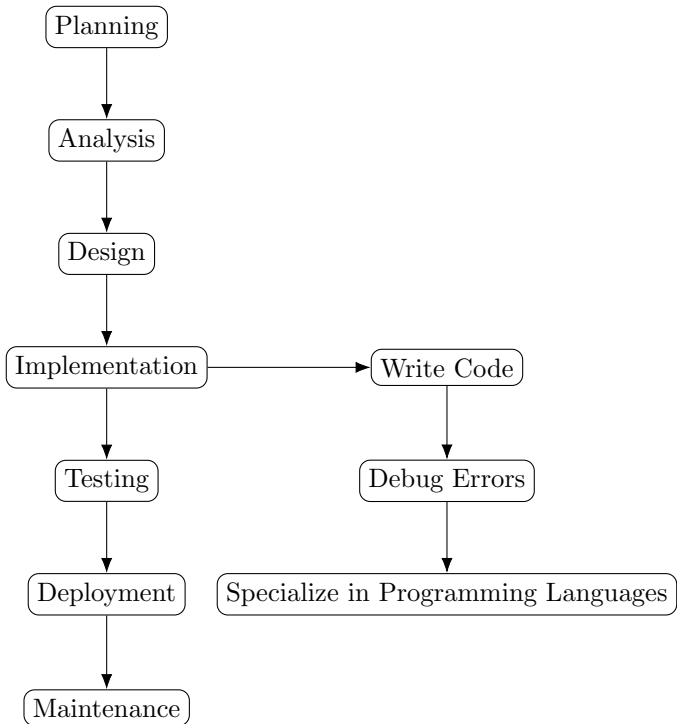 Planning
Analysis
Design
Implementation
Write Code
Testing
Debug Errors
Deployment
Specialize in Programming Languages
Maintenance